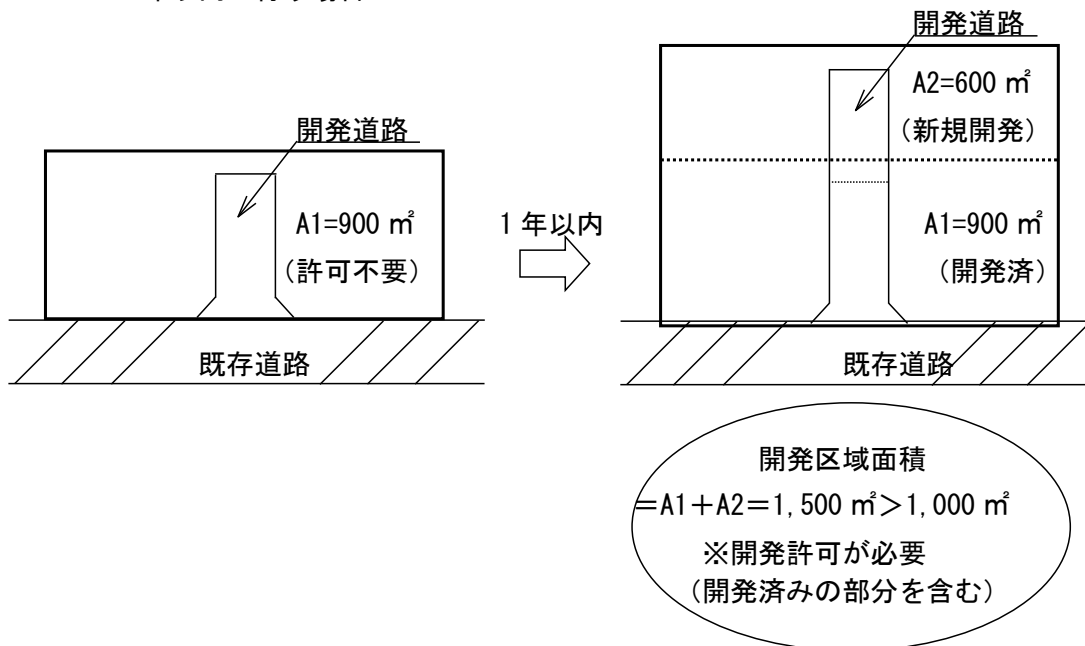 開発道路
A1=900 ㎡
(許可不要)
既存道路
1年以内
開発道路
A2=600 ㎡
(新規開発)
A1=900 ㎡
(開発済)
既存道路
開発区域面積
=A1+A2=1,500 ㎡>1,000 ㎡
※開発許可が必要
(開発済みの部分を含む)